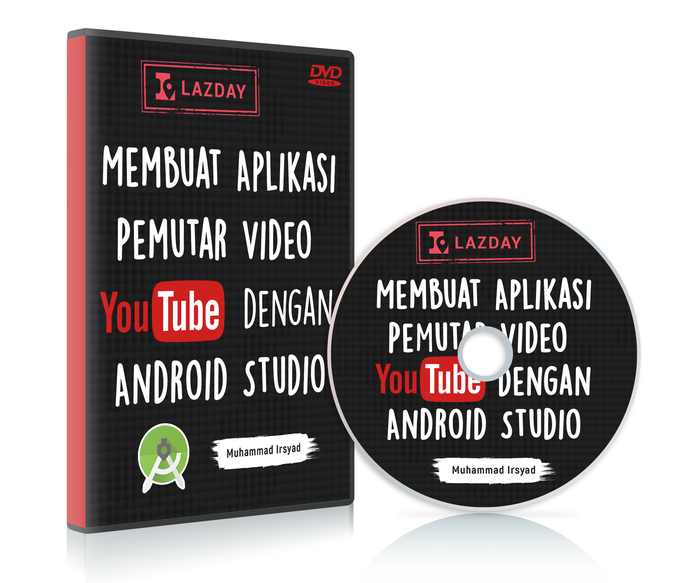 LAZDAY
DVD
VIDEO
MEMBUAT APLIKASI
PEMUTAR VIDEO
YouTube DENGAN
ANDROID STUDIO
Muhammad Irsyad
LAZDAY
MEMBUAT APLIKASI
PEMUTAR VIDEO
YouTube DENGAN
ANDROID STUDIO
Muhammad Irsyad